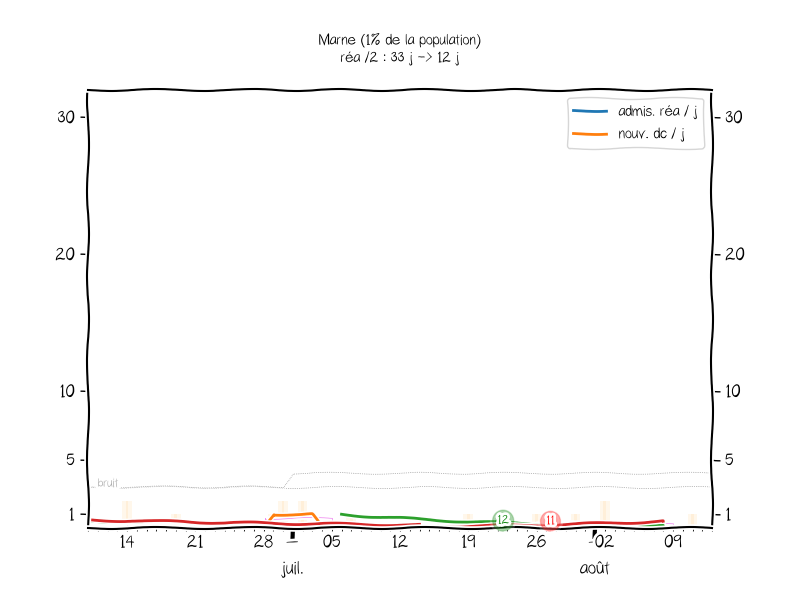 Marne (1% de la population)
réa /2 : 33 j -> 12 j
admis. réa / j
nouv. dc / j
30 30
20 20
10 10
5 5
bruit
1 1
12 11
14 21 28 05 12 19 26 02 09
juil. août